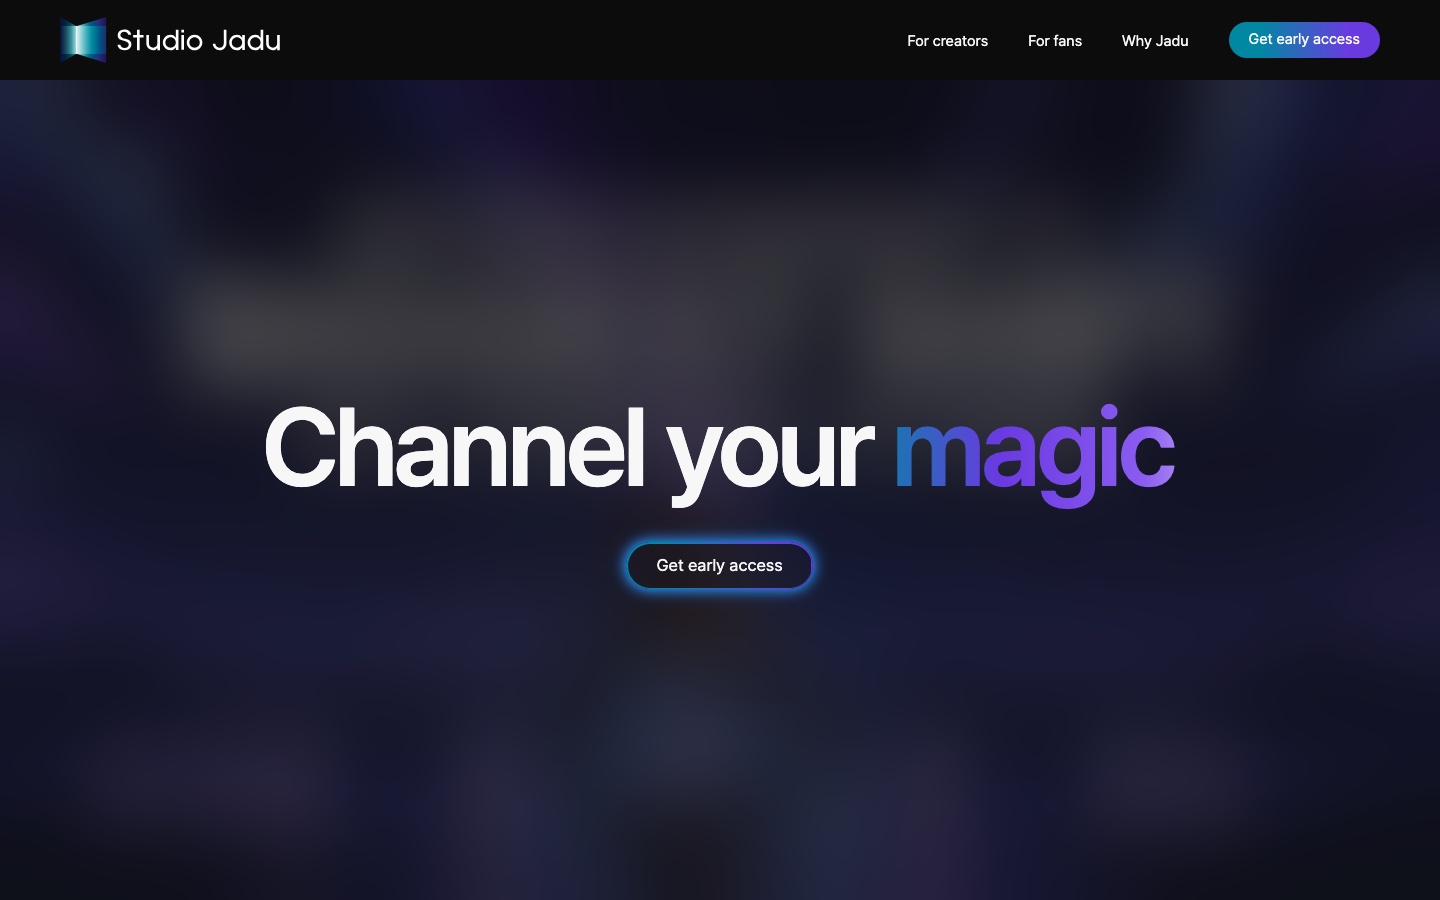 Studio Jadu
For creators
For fans
Why Jadu
Get early access
Channel your magic
Get early access